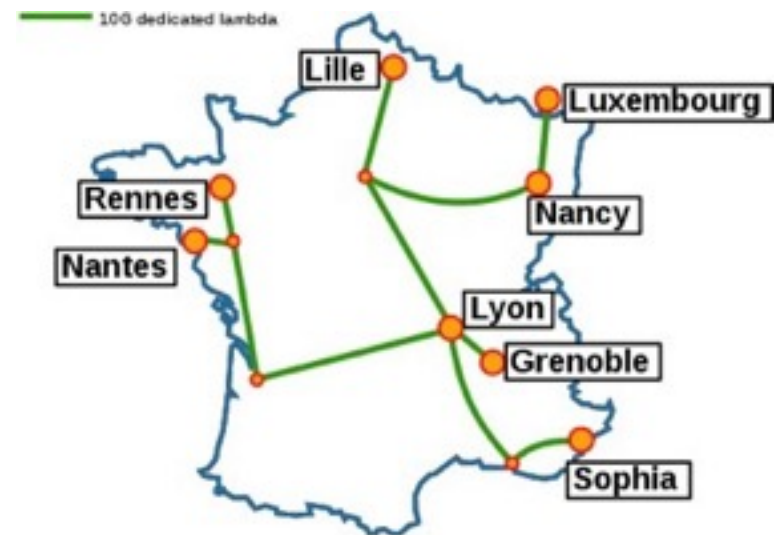 10G dedicated lambda
Lille
Luxembourg
Rennes
Nancy
Nantes
Lyon
Grenoble
Sophia